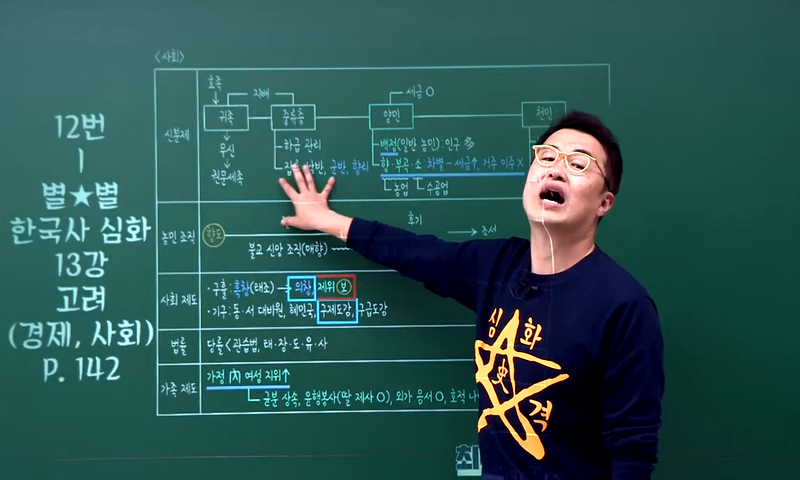 12번
|
별★별
한국사 심화
13강
고려
(경제, 사회)
P. 142
<사회>
신분제
호족
귀족
무신
권문세족
지배
중류층
하급 관리
군반, 향리
세금 O
양민
백정(일반 농민) : 인구 多
향·부곡·소 : 차별 - 세금↑, 거주 이주 X
농업
수공업
천민
농민 조직
향도
불교 신앙 조직(매향)
후기
→ 조선
사회 제도
· 구휼 : 흑창(태조) → 의창, 제위보
· 기구 : 동·서 대비원, 혜민국, 구제도감, 구급도감
법률
당률 < 관습법, 태·장·도·유·사
가족 제도
가정 內 여성 지위↑
균분 상속, 윤행봉사(딸 제사 O), 외가 음서 O, 호적
심화
史
격